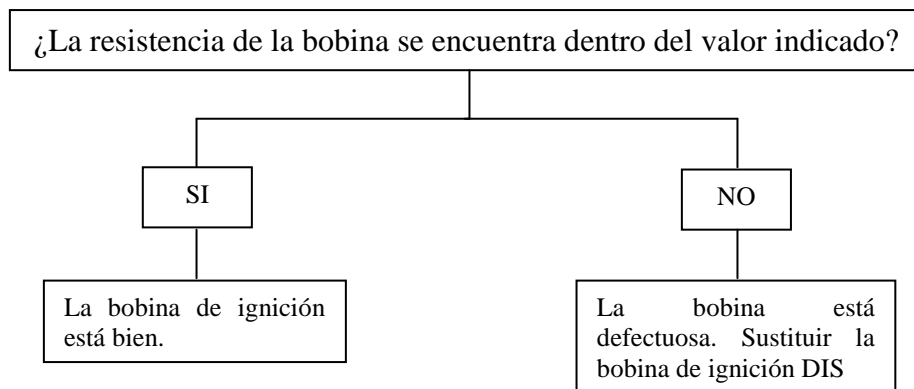 ¿La resistencia de la bobina se encuentra dentro del valor indicado?
SI
NO
La bobina de ignición
está bien.
La bobina está
defectuosa. Sustituir la
bobina de ignición DIS